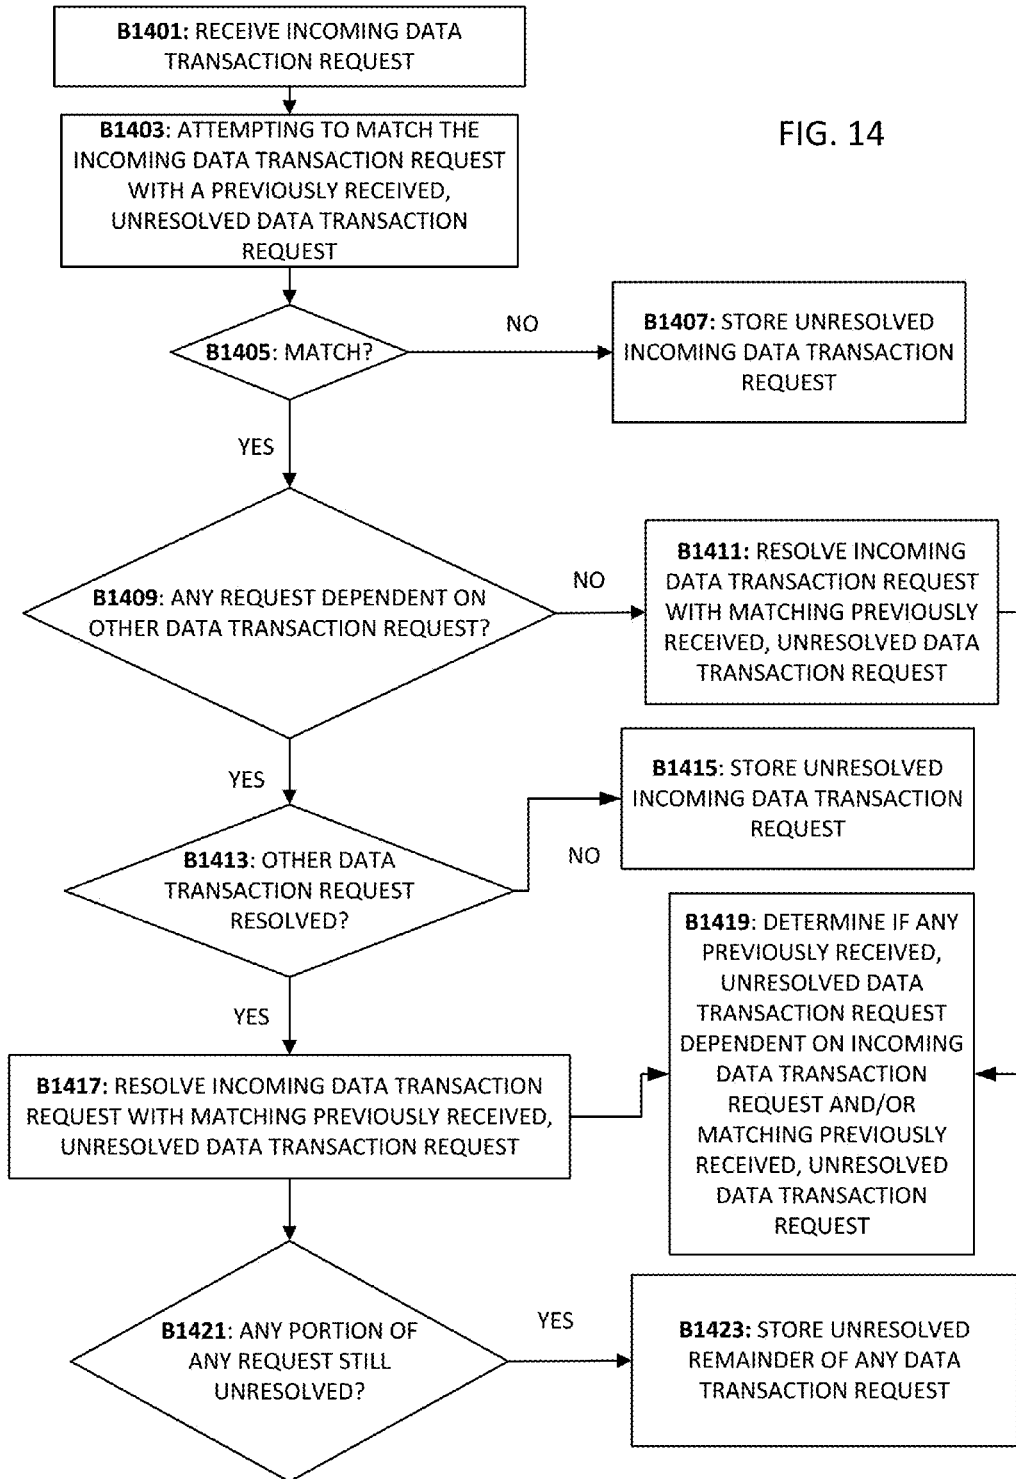 B1401: RECEIVE INCOMING DATA
TRANSACTION REQUEST
FIG. 14
B1403: ATTEMPTING TO MATCH THE
INCOMING DATA TRANSACTION REQUEST
WITH A PREVIOUSLY RECEIVED,
UNRESOLVED DATA TRANSACTION
REQUEST
B1405: MATCH?
NO
B1407: STORE UNRESOLVED
INCOMING DATA TRANSACTION
REQUEST
YES
B1409: ANY REQUEST DEPENDENT ON
OTHER DATA TRANSACTION REQUEST?
NO
B1411: RESOLVE INCOMING
DATA TRANSACTION REQUEST
WITH MATCHING PREVIOUSLY
RECEIVED, UNRESOLVED DATA
TRANSACTION REQUEST
YES
B1413: OTHER DATA
TRANSACTION REQUEST
RESOLVED?
NO
B1415: STORE UNRESOLVED
INCOMING DATA TRANSACTION
REQUEST
YES
B1417: RESOLVE INCOMING DATA TRANSACTION
REQUEST WITH MATCHING PREVIOUSLY RECEIVED,
UNRESOLVED DATA TRANSACTION REQUEST
B1419: DETERMINE IF ANY
PREVIOUSLY RECEIVED,
UNRESOLVED DATA
TRANSACTION REQUEST
DEPENDENT ON INCOMING
DATA TRANSACTION
REQUEST AND/OR
MATCHING PREVIOUSLY
RECEIVED, UNRESOLVED
DATA TRANSACTION
REQUEST
B1421: ANY PORTION OF
ANY REQUEST STILL
UNRESOLVED?
YES
B1423: STORE UNRESOLVED
REMAINDER OF ANY DATA
TRANSACTION REQUEST